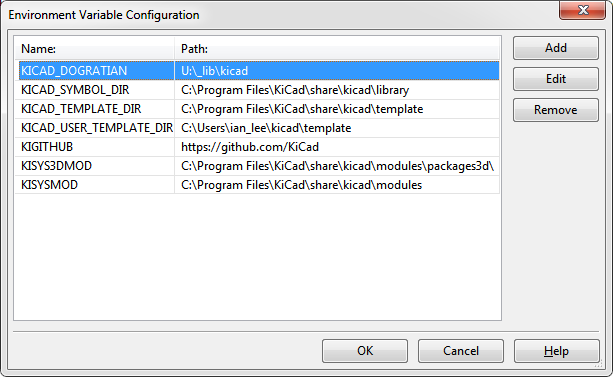 Environment Variable Configuration
Name: Path:
KICAD_DOGRATIAN U:\_lib\kicad
KICAD_SYMBOL_DIR C:\Program Files\KiCad\share\kicad\library
KICAD_TEMPLATE_DIR C:\Program Files\KiCad\share\kicad\template
KICAD_USER_TEMPLATE_DIR C:\Users\ian_lee\kicad\template
KIGITHUB https://github.com/KiCad
KISYS3DMOD C:\Program Files\KiCad\share\kicad\modules\packages3d\
KISYSMOD C:\Program Files\KiCad\share\kicad\modules
Add
Edit
Remove
OK Cancel Help